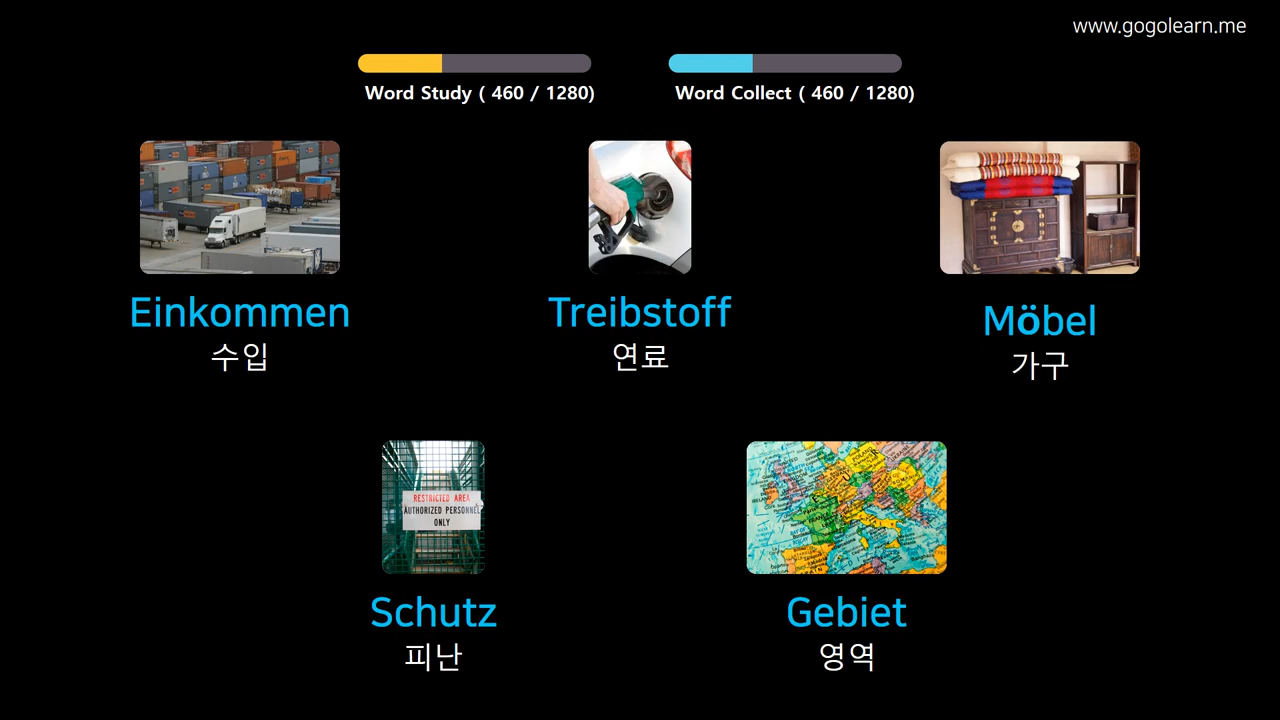 www.gogolearn.me
Word Study ( 460 / 1280)
Word Collect ( 460 / 1280)
Einkommen
수입
Treibstoff
연료
Möbel
가구
RESTRICTED AREA
AUTHORIZED PERSONNEL
ONLY
Schutz
피난
Gebiet
영역